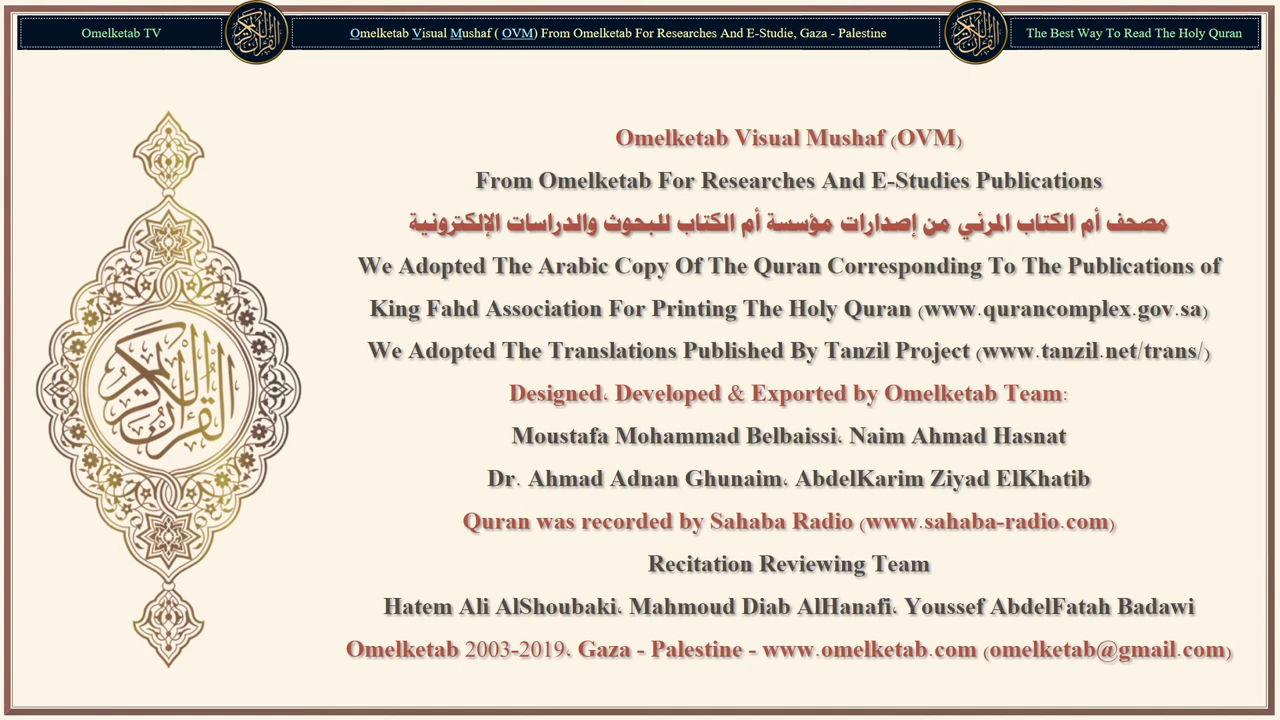 Omelketab TV
Omelketab Visual Mushaf ( OVM) From Omelketab For Researches And E-Studie, Gaza - Palestine
The Best Way To Read The Holy Quran
Omelketab Visual Mushaf (OVM)
From Omelketab For Researches And E-Studies Publications
مصحف أم الكتاب المرئي من إصدارات مؤسسة أم الكتاب للبحوث والدراسات الإلكترونية
We Adopted The Arabic Copy Of The Quran Corresponding To The Publications of
King Fahd Association For Printing The Holy Quran (www.qurancomplex.gov.sa)
We Adopted The Translations Published By Tanzil Project (www.tanzil.net/trans/)
Designed، Developed & Exported by Omelketab Team:
Moustafa Mohammad Belbaissi، Naim Ahmad Hasnat
Dr. Ahmad Adnan Ghunaim، AbdelKarim Ziyad ElKhatib
Quran was recorded by Sahaba Radio (www.sahaba-radio.com)
Recitation Reviewing Team
Hatem Ali AlShoubaki، Mahmoud Diab AlHanafi، Youssef AbdelFatah Badawi
Omelketab 2003-2019، Gaza - Palestine - www.omelketab.com (omelketab@gmail.com)
القرآن الكريم
القرآن الكريم
القرآن الكريم